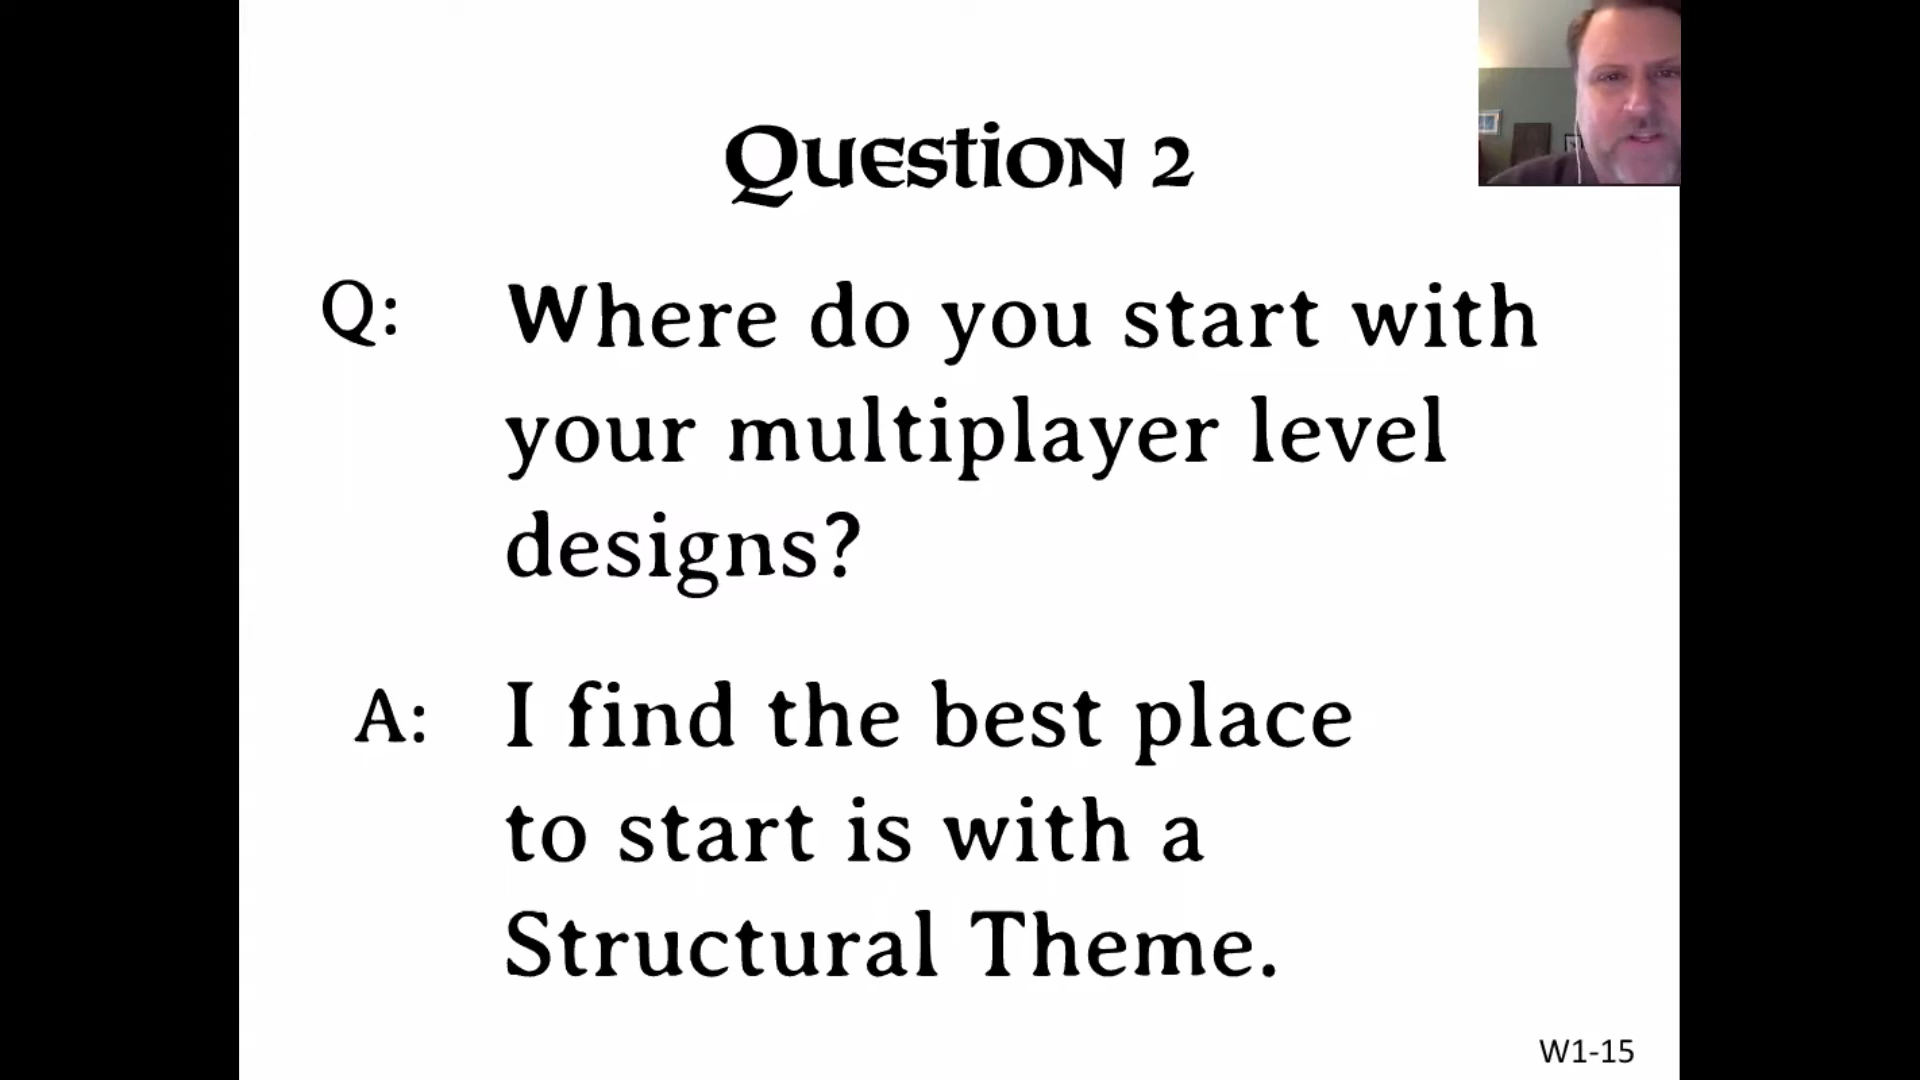 Question 2
Q: Where do you start with
your multiplayer level
designs?
A: I find the best place
to start is with a
Structural Theme.
W1-15